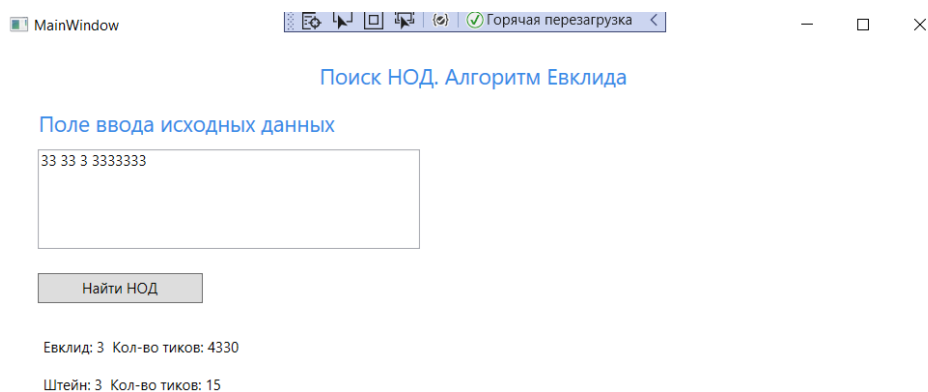 MainWindow
Горячая перезагрузка
Поиск НОД. Алгоритм Евклида
Поле ввода исходных данных
33 33 3 3333333
Найти НОД
Евклид: 3 Кол-во тиков: 4330
Штейн: 3 Кол-во тиков: 15